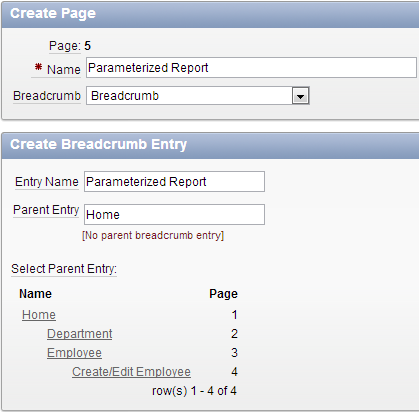 Create Page
Page: 5
* Name Parameterized Report
Breadcrumb Breadcrumb
Create Breadcrumb Entry
Entry Name Parameterized Report
Parent Entry Home
[No parent breadcrumb entry]
Select Parent Entry:
Name Page
Home 1
Department 2
Employee 3
Create/Edit Employee 4
row(s) 1 - 4 of 4